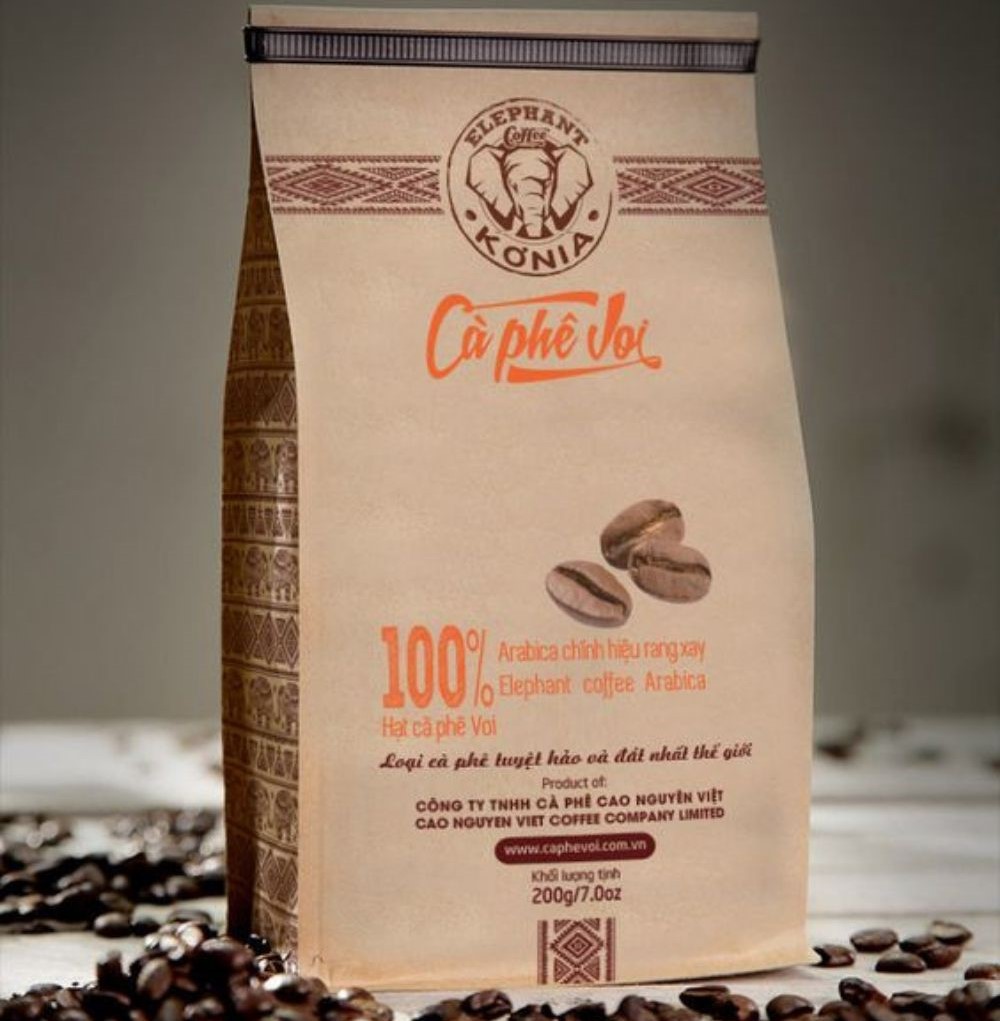 ELEPHANT
Coffee
KƠNIA
Cà phê Voi
100% Arabica chính hiệu rang xay
Elephant coffee Arabica
Hạt cà phê Voi
Loại cà phê tuyệt hảo và đắt nhất thế giới
Product of:
CÔNG TY TNHH CÀ PHÊ CAO NGUYÊN VIỆT
CAO NGUYEN VIET COFFEE COMPANY LIMITED
www.caphevoi.com.vn
Khối lượng tịnh
200g/7.0oz